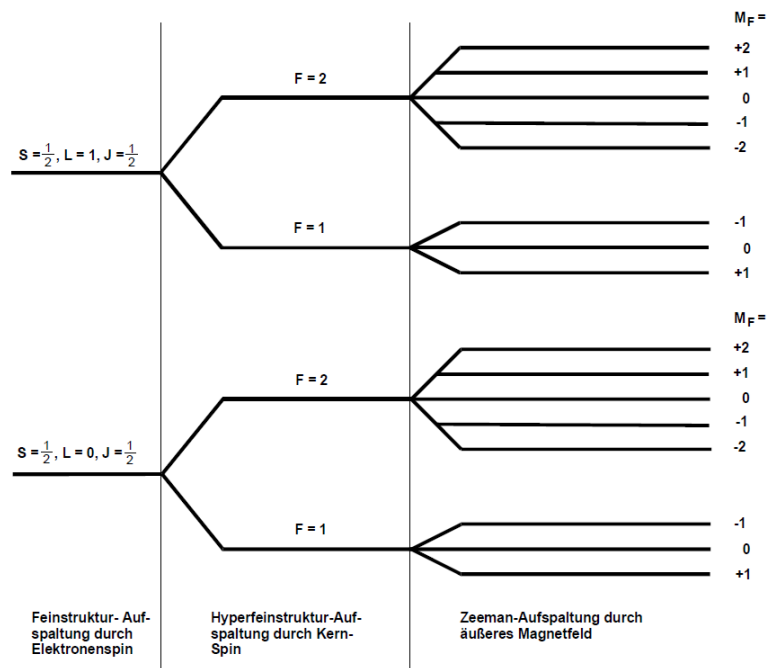 M_F =
+2
+1
0
-1
-2
F = 2
S = 1/2, L = 1, J = 1/2
F = 1
-1
0
+1
M_F =
+2
+1
0
-1
-2
F = 2
S = 1/2, L = 0, J = 1/2
F = 1
-1
0
+1
Feinstruktur- Auf-
spaltung durch
Elektronenspin
Hyperfeinstruktur-Auf-
spaltung durch Kern-
Spin
Zeeman-Aufspaltung durch
äußeres Magnetfeld